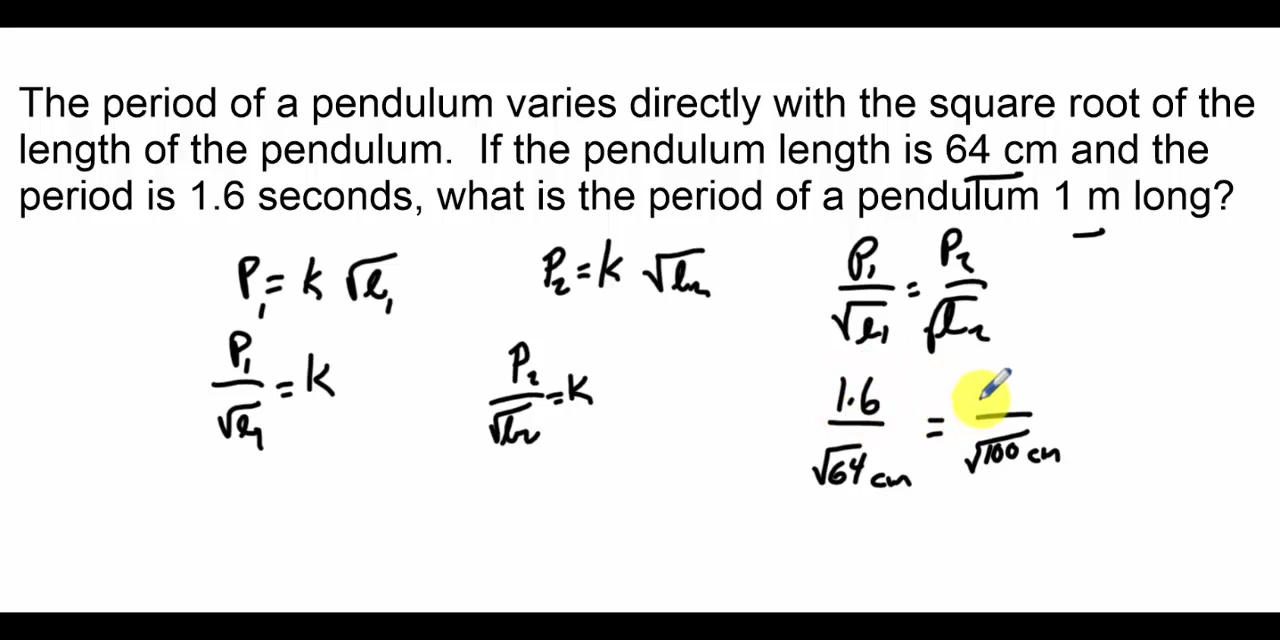 The period of a pendulum varies directly with the square root of the
length of the pendulum. If the pendulum length is 64 cm and the
period is 1.6 seconds, what is the period of a pendulum 1 m long?
P₁ = k √l₁
P₂ = k √l₂
P₁/√l₁ = P₂/√l₂
P₁/√l₁ = k
P₂/√l₂ = k
1.6/√64 cm = /√100 cm